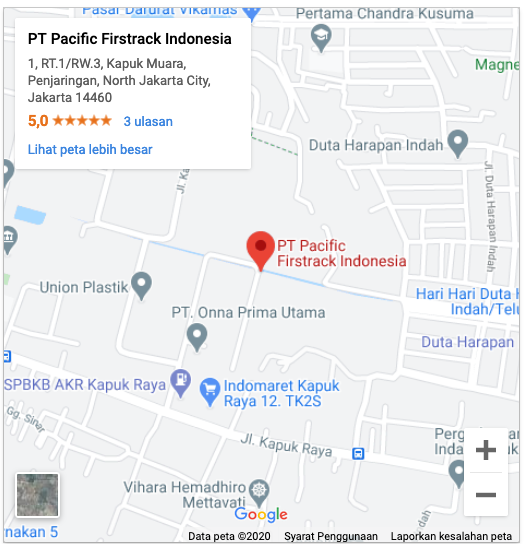 Pasar Darurat Vikamas
Pertama Chandra Kusuma
PT Pacific Firstrack Indonesia
1, RT.1/RW.3, Kapuk Muara,
Penjaringan, North Jakarta City,
Jakarta 14460
5,0
3 ulasan
Lihat peta lebih besar
Magne
Duta Harapan Indah
Jl. Duta Harapan Indah
Jl. Ka
PT Pacific
Firstrack Indonesia
Union Plastik
Hari Hari Duta H
Indah/Telu
PT. Onna Prima Utama
Duta Harapan
SPBKB AKR Kapuk Raya
Indomaret Kapuk
Raya 12. TK2S
Gg. Sinar
Jl. Kapuk Raya
Perg
Indah
Kapuk
Vihara Hemadhiro
Mettavati
Google
rnakan 5
Data peta ©2020
Syarat Penggunaan
Laporkan kesalahan peta